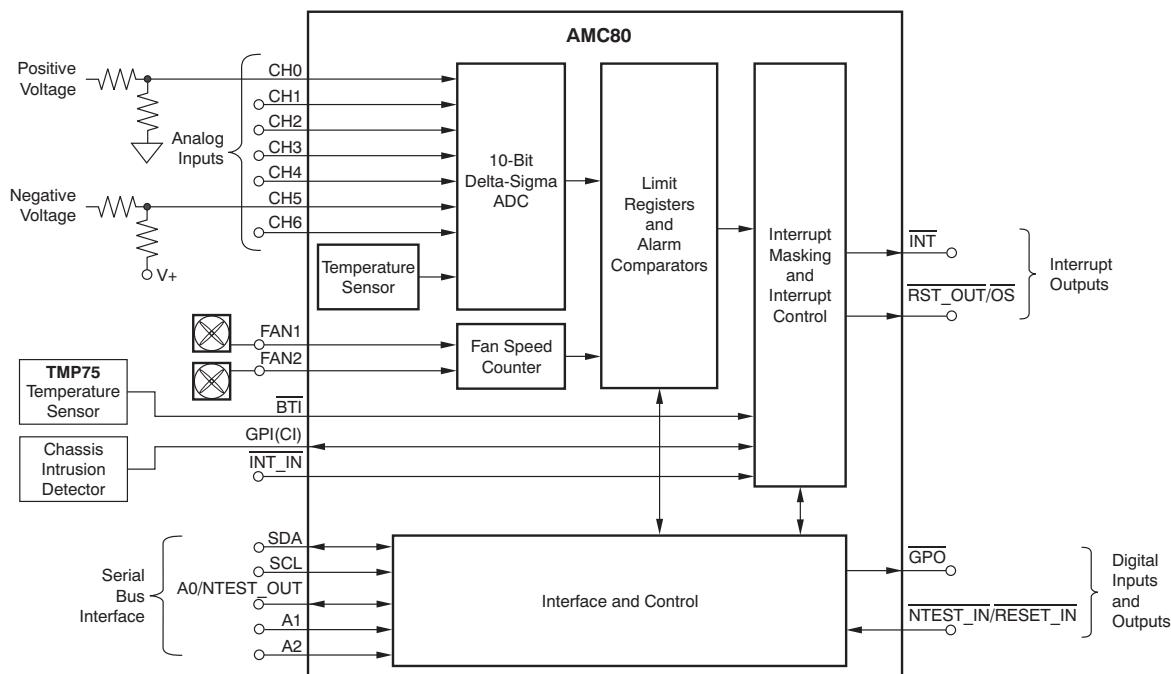 AMC80
Positive
Voltage
Analog
Inputs
Negative
Voltage
V+
CH0
CH1
CH2
CH3
CH4
CH5
CH6
10-Bit
Delta-Sigma
ADC
Temperature
Sensor
Limit
Registers
and
Alarm
Comparators
Interrupt
Masking
and
Interrupt
Control
INT
RST_OUT/OS
Interrupt
Outputs
FAN1
FAN2
Fan Speed
Counter
TMP75
Temperature
Sensor
BTI
Chassis
Intrusion
Detector
GPI(CI)
INT_IN
Serial
Bus
Interface
SDA
SCL
A0/NTEST_OUT
A1
A2
Interface and Control
GPO
NTEST_IN/RESET_IN
Digital
Inputs
and
Outputs